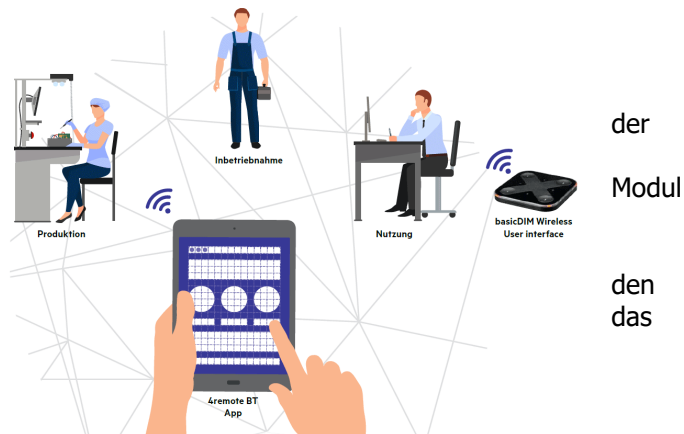 Inbetriebnahme
Produktion
Nutzung
basicDIM Wireless
User interface
4remote BT
App
der
Modul
den
das